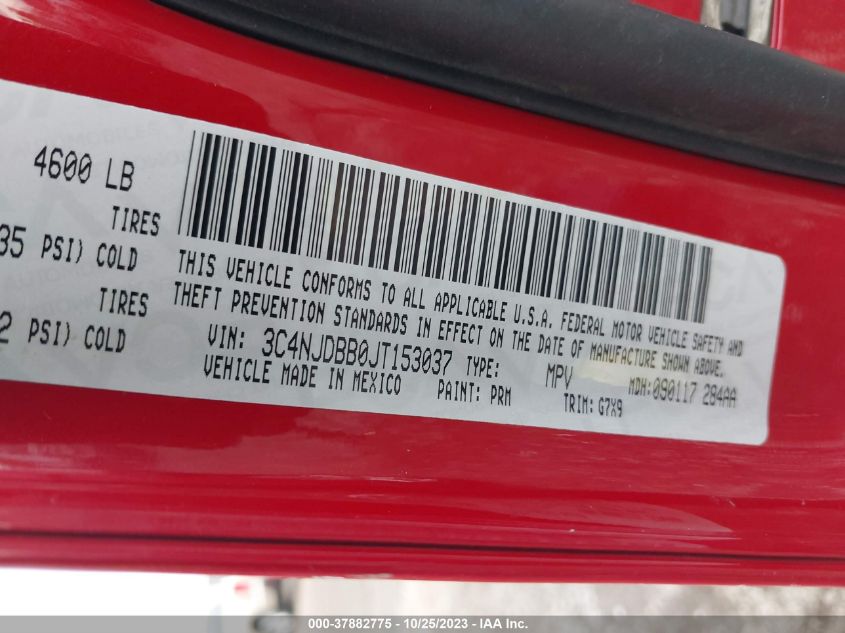 4600 LB
TIRES
35 PSI) COLD
TIRES
2 PSI) COLD
THIS VEHICLE CONFORMS TO ALL APPLICABLE U.S.A. FEDERAL MOTOR VEHICLE SAFETY AND
THEFT PREVENTION STANDARDS IN EFFECT ON THE DATE OF MANUFACTURE SHOWN ABOVE.
VIN: 3C4NJDBB0JT153037 TYPE: MPV MDH:090117 284AA
VEHICLE MADE IN MEXICO PAINT: PRM TRIM: G7X9
000-37882775 - 10/25/2023 - IAA Inc.